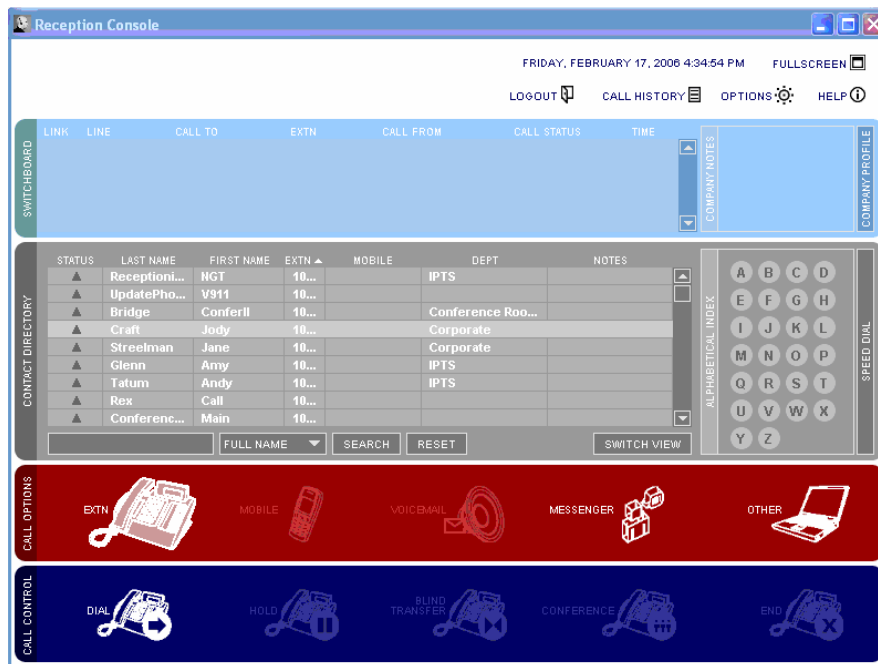 Reception Console
FRIDAY, FEBRUARY 17, 2006 4:34:54 PM FULLSCREEN
LOGOUT CALL HISTORY OPTIONS HELP
SWITCHBOARD
LINK LINE CALL TO EXTN CALL FROM CALL STATUS TIME
COMPANY NOTES
COMPANY PROFILE
CONTACT DIRECTORY
STATUS LAST NAME FIRST NAME EXTN MOBILE DEPT NOTES
Receptioni... NGT 10... IPTS
UpdatePho... V911 10...
Bridge ConferII 10... Conference Roo...
Craft Jody 10... Corporate
Streelman Jane 10... Corporate
Glenn Amy 10... IPTS
Tatum Andy 10... IPTS
Rex Call 10...
Conferenc... Main 10...
FULL NAME SEARCH RESET SWITCH VIEW
ALPHABETICAL INDEX
A B C D
E F G H
I J K L
M N O P
Q R S T
U V W X
Y Z
SPEED DIAL
CALL OPTIONS
EXTN MOBILE VOICEMAIL MESSENGER OTHER
CALL CONTROL
DIAL HOLD BLIND TRANSFER CONFERENCE END